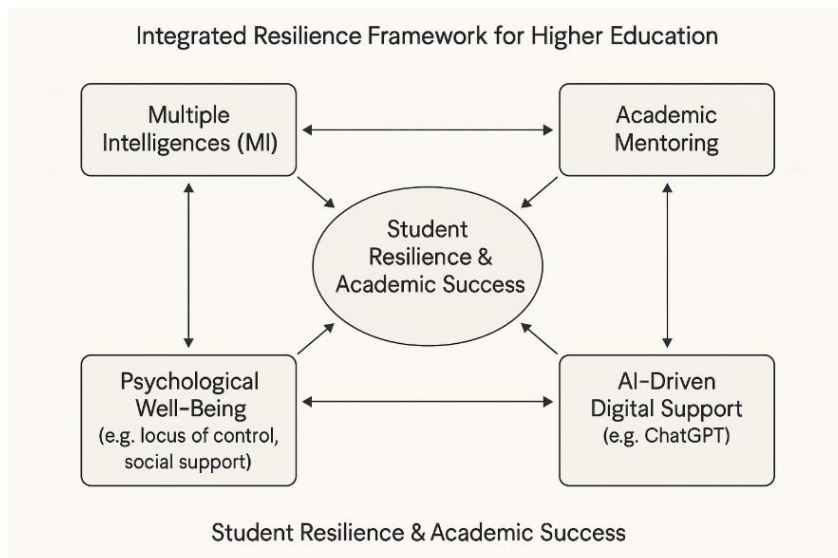 Integrated Resilience Framework for Higher Education
Multiple
Intelligences (MI)
Academic
Mentoring
Student
Resilience &
Academic Success
Psychological
Well-Being
(e.g. locus of control,
social support)
AI-Driven
Digital Support
(e.g. ChatGPT)
Student Resilience & Academic Success